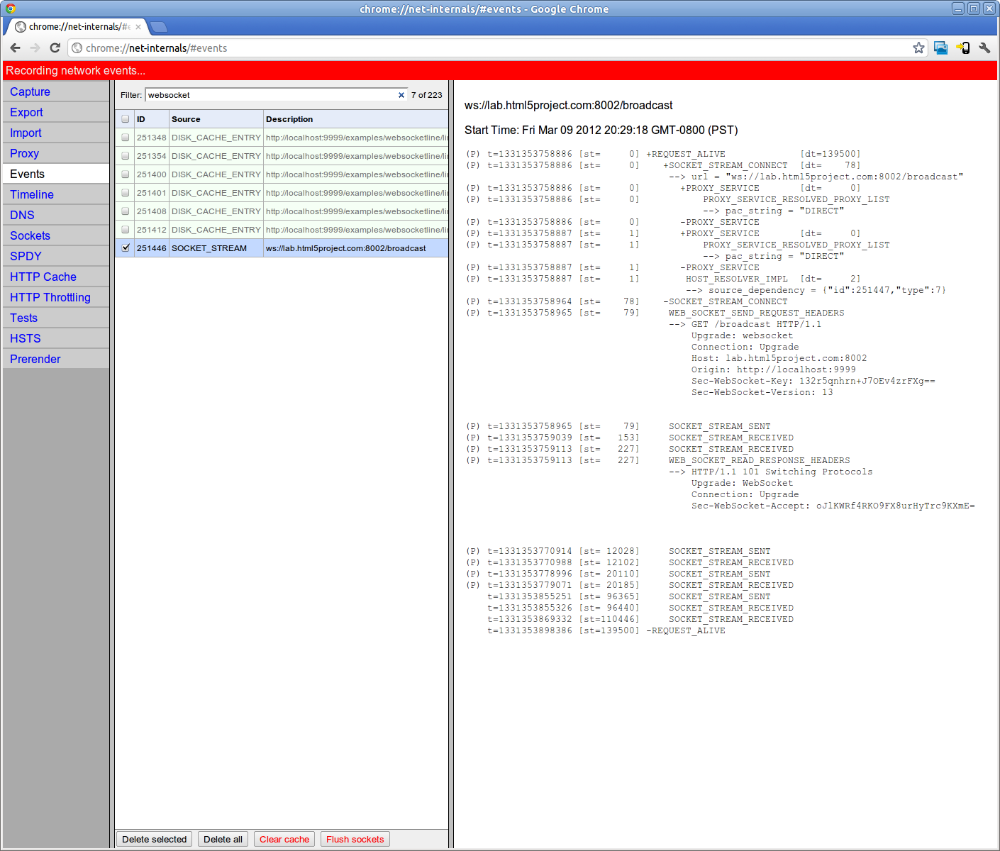 chrome://net-internals/#events - Google Chrome
chrome://net-internals/#e
chrome://net-internals/#events
Recording network events...
Capture
Export
Import
Proxy
Events
Timeline
DNS
Sockets
SPDY
HTTP Cache
HTTP Throttling
Tests
HSTS
Prerender
Filter: websocket 7 of 223
ID Source Description
251348 DISK_CACHE_ENTRY http://localhost:9999/examples/websocketline/li
251354 DISK_CACHE_ENTRY http://localhost:9999/examples/websocketline/li
251400 DISK_CACHE_ENTRY http://localhost:9999/examples/websocketline/li
251401 DISK_CACHE_ENTRY http://localhost:9999/examples/websocketline/li
251408 DISK_CACHE_ENTRY http://localhost:9999/examples/websocketline/li
251412 DISK_CACHE_ENTRY http://localhost:9999/examples/websocketline/li
251446 SOCKET_STREAM ws://lab.html5project.com:8002/broadcast
Delete selected Delete all Clear cache Flush sockets
ws://lab.html5project.com:8002/broadcast
Start Time: Fri Mar 09 2012 20:29:18 GMT-0800 (PST)
(P) t=1331353758886 [st=     0] +REQUEST_ALIVE             [dt=139500]
(P) t=1331353758886 [st=     0]    +SOCKET_STREAM_CONNECT  [dt=    78]
--> url = "ws://lab.html5project.com:8002/broadcast"
(P) t=1331353758886 [st=     0]       +PROXY_SERVICE       [dt=     0]
(P) t=1331353758886 [st=     0]           PROXY_SERVICE_RESOLVED_PROXY_LIST
--> pac_string = "DIRECT"
(P) t=1331353758886 [st=     0]       -PROXY_SERVICE
(P) t=1331353758887 [st=     1]       +PROXY_SERVICE       [dt=     0]
(P) t=1331353758887 [st=     1]           PROXY_SERVICE_RESOLVED_PROXY_LIST
--> pac_string = "DIRECT"
(P) t=1331353758887 [st=     1]       -PROXY_SERVICE
(P) t=1331353758887 [st=     1]        HOST_RESOLVER_IMPL  [dt=     2]
--> source_dependency = {"id":251447,"type":7}
(P) t=1331353758964 [st=    78]    -SOCKET_STREAM_CONNECT
(P) t=1331353758965 [st=    79]     WEB_SOCKET_SEND_REQUEST_HEADERS
--> GET /broadcast HTTP/1.1
Upgrade: websocket
Connection: Upgrade
Host: lab.html5project.com:8002
Origin: http://localhost:9999
Sec-WebSocket-Key: 132r5qnhrn+J7OEv4zrFXg==
Sec-WebSocket-Version: 13
(P) t=1331353758965 [st=    79]     SOCKET_STREAM_SENT
(P) t=1331353759039 [st=   153]     SOCKET_STREAM_RECEIVED
(P) t=1331353759113 [st=   227]     SOCKET_STREAM_RECEIVED
(P) t=1331353759113 [st=   227]     WEB_SOCKET_READ_RESPONSE_HEADERS
--> HTTP/1.1 101 Switching Protocols
Upgrade: WebSocket
Connection: Upgrade
Sec-WebSocket-Accept: oJlKWRf4RKO9FX8urHyTrc9KXmE=
(P) t=1331353770914 [st= 12028]     SOCKET_STREAM_SENT
(P) t=1331353770988 [st= 12102]     SOCKET_STREAM_RECEIVED
(P) t=1331353778996 [st= 20110]     SOCKET_STREAM_SENT
(P) t=1331353779071 [st= 20185]     SOCKET_STREAM_RECEIVED
t=1331353855251 [st= 96365]     SOCKET_STREAM_SENT
t=1331353855326 [st= 96440]     SOCKET_STREAM_RECEIVED
t=1331353869332 [st=110446]     SOCKET_STREAM_RECEIVED
t=1331353898386 [st=139500] -REQUEST_ALIVE